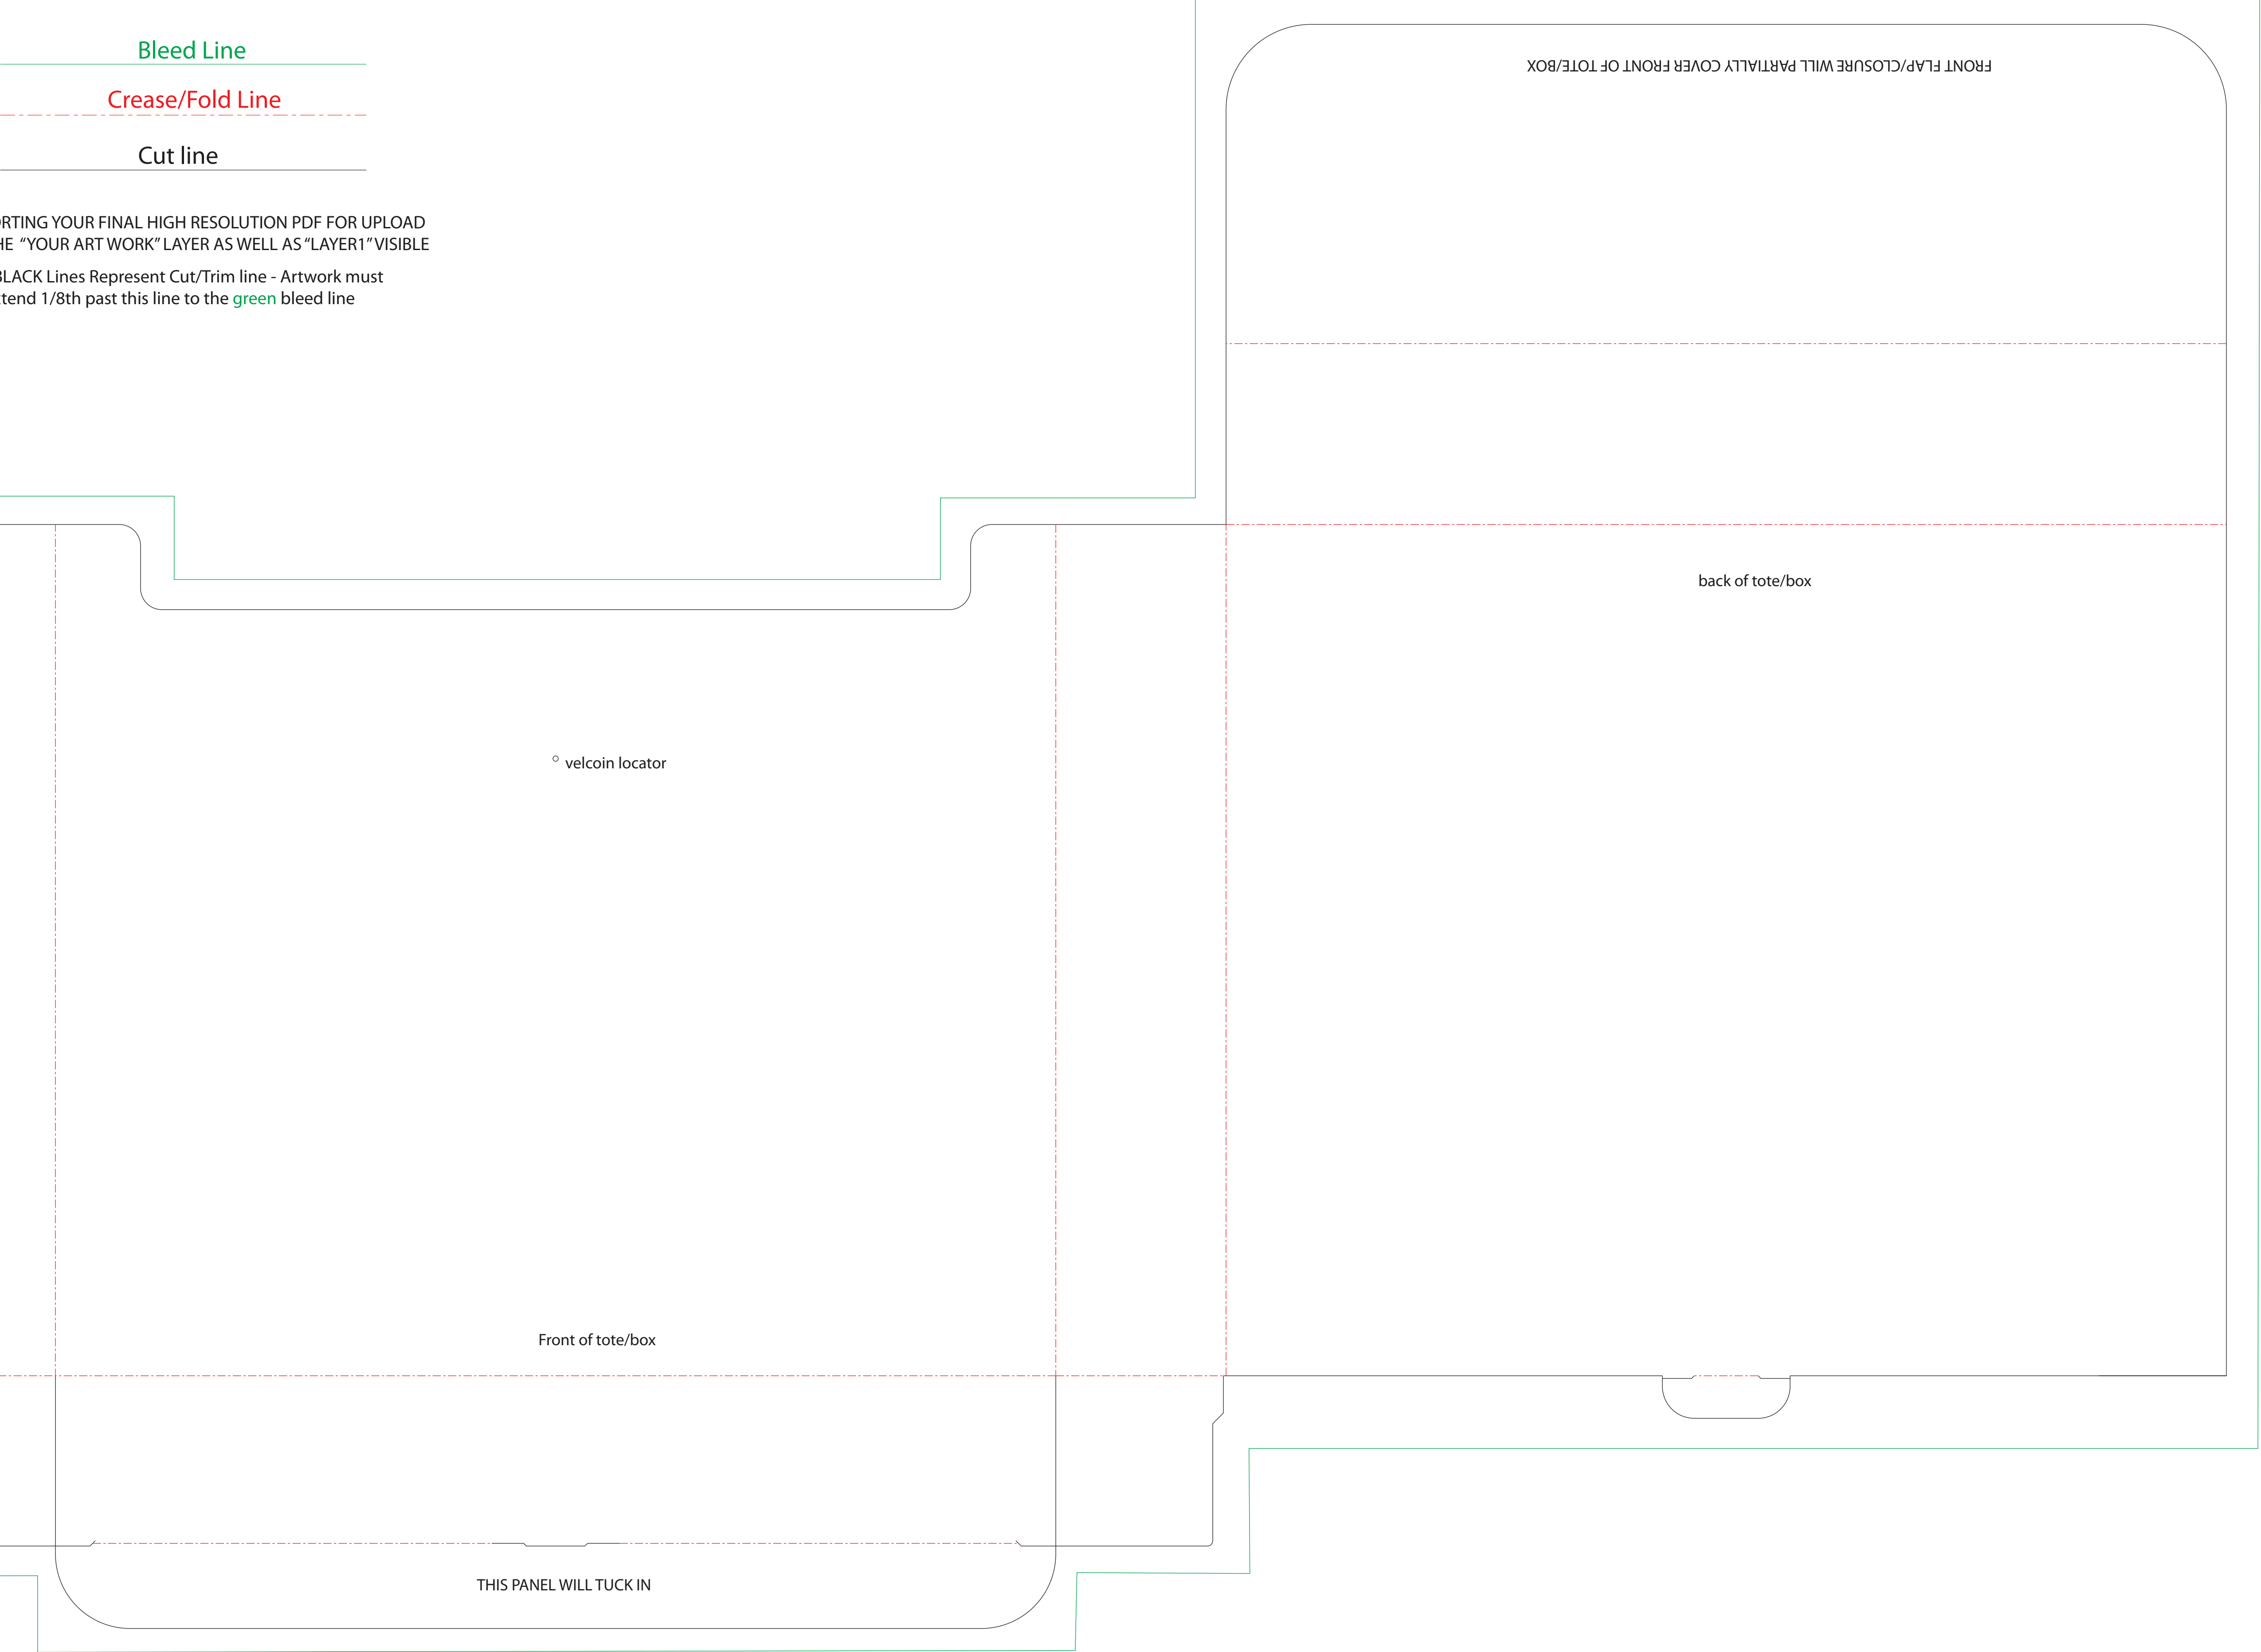 Bleed Line
Crease/Fold Line
Cut line
RTING YOUR FINAL HIGH RESOLUTION PDF FOR UPLOAD
HE “YOUR ART WORK” LAYER AS WELL AS “LAYER1” VISIBLE
BLACK Lines Represent Cut/Trim line - Artwork must
tend 1/8th past this line to the green bleed line
FRONT FLAP/CLOSURE WILL PARTIALLY COVER FRONT OF TOTE/BOX
back of tote/box
velcoin locator
Front of tote/box
THIS PANEL WILL TUCK IN